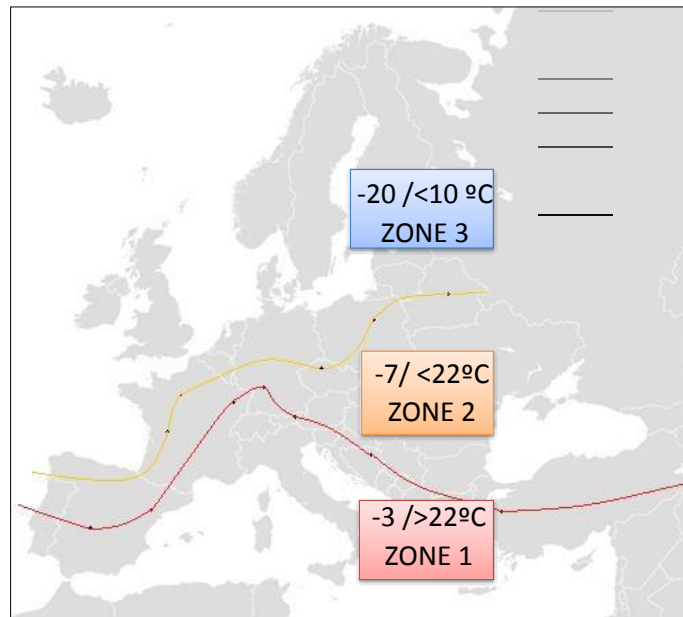 -20 /<10 ºC
ZONE 3
-7/ <22ºC
ZONE 2
-3 />22ºC
ZONE 1